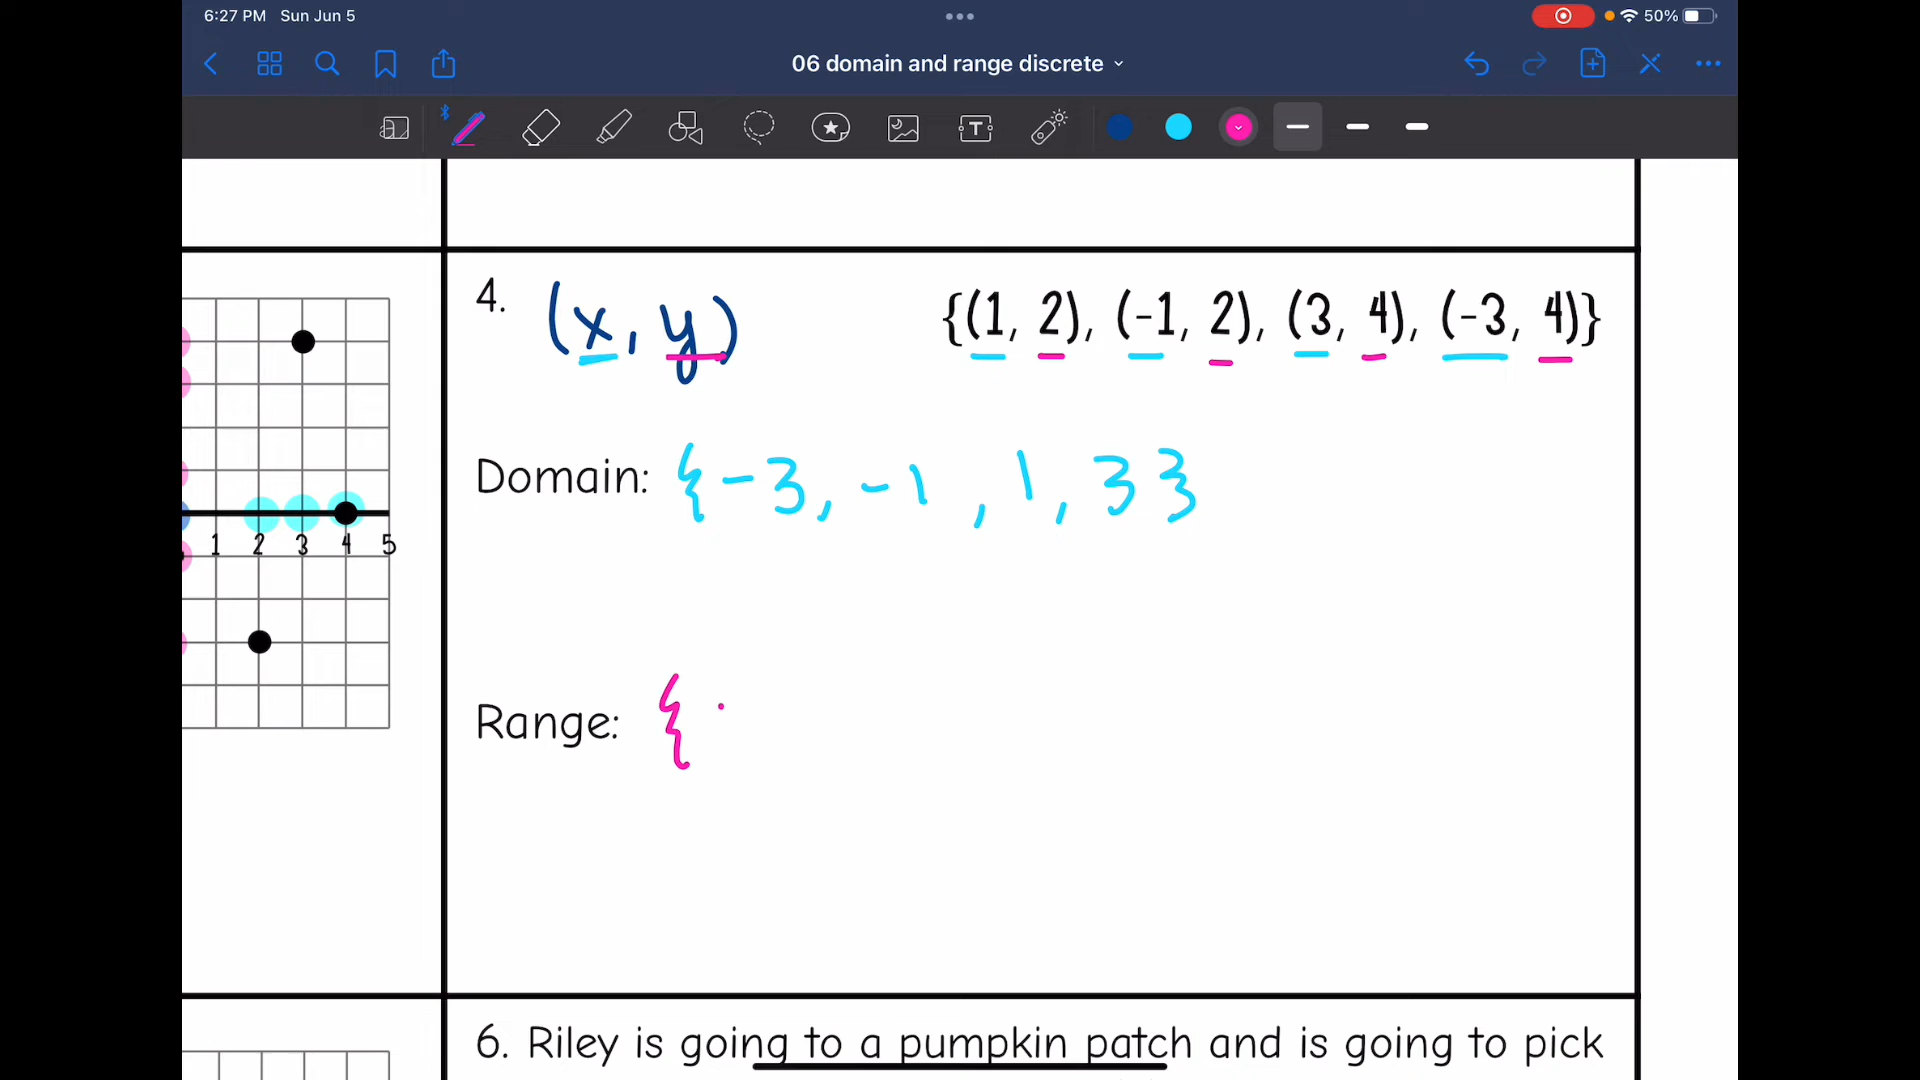 6:27 PM Sun Jun 5
50%
06 domain and range discrete
4. (x, y) {(1, 2), (-1, 2), (3, 4), (-3, 4)}
Domain: {-3, -1, 1, 3}
1 2 3 4 5
Range: {
6. Riley is going to a pumpkin patch and is going to pick